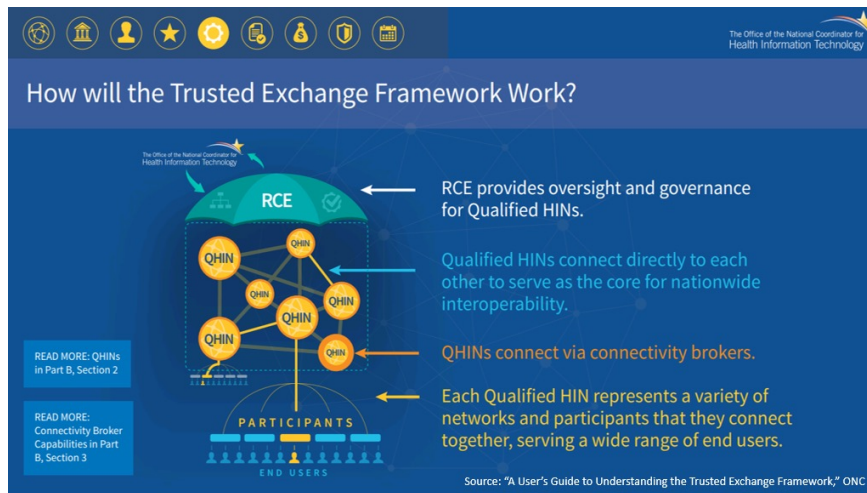 The Office of the National Coordinator for
Health Information Technology
How will the Trusted Exchange Framework Work?
The Office of the National Coordinator for
Health Information Technology
RCE
QHIN
QHIN
QHIN
QHIN
QHIN
QHIN
QHIN
RCE provides oversight and governance
for Qualified HINs.
Qualified HINs connect directly to each
other to serve as the core for nationwide
interoperability.
QHINs connect via connectivity brokers.
Each Qualified HIN represents a variety of
networks and participants that they connect
together, serving a wide range of end users.
READ MORE: QHINs
in Part B, Section 2
READ MORE:
Connectivity Broker
Capabilities in Part
B, Section 3
PARTICIPANTS
END USERS
Source: “A User’s Guide to Understanding the Trusted Exchange Framework,” ONC